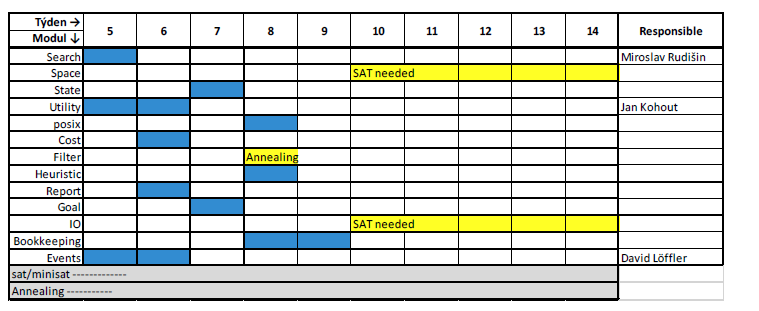 Týden → 5 6 7 8 9 10 11 12 13 14 Responsible
Modul ↓
Search Miroslav Rudišin
Space SAT needed
State
Utility Jan Kohout
posix
Cost
Filter Annealing
Heuristic
Report
Goal
IO SAT needed
Bookkeeping
Events David Löffler
sat/minisat -------------
Annealing -----------